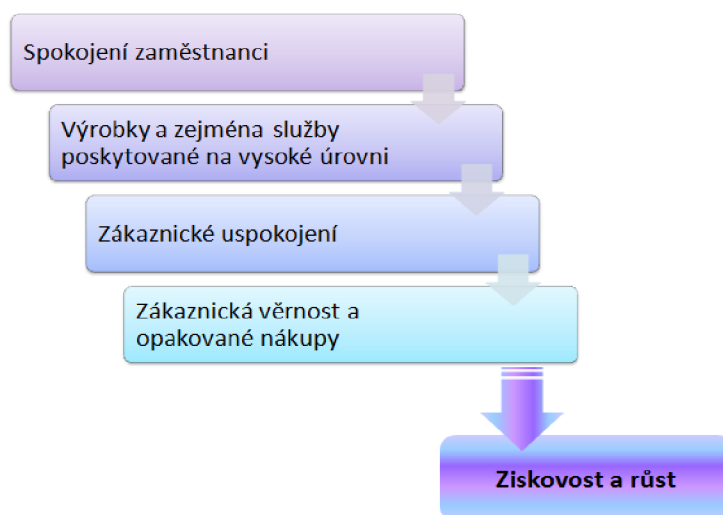 Spokojení zaměstnanci
Výrobky a zejména služby
poskytované na vysoké úrovni
Zákaznické uspokojení
Zákaznická věrnost a
opakované nákupy
Ziskovost a růst